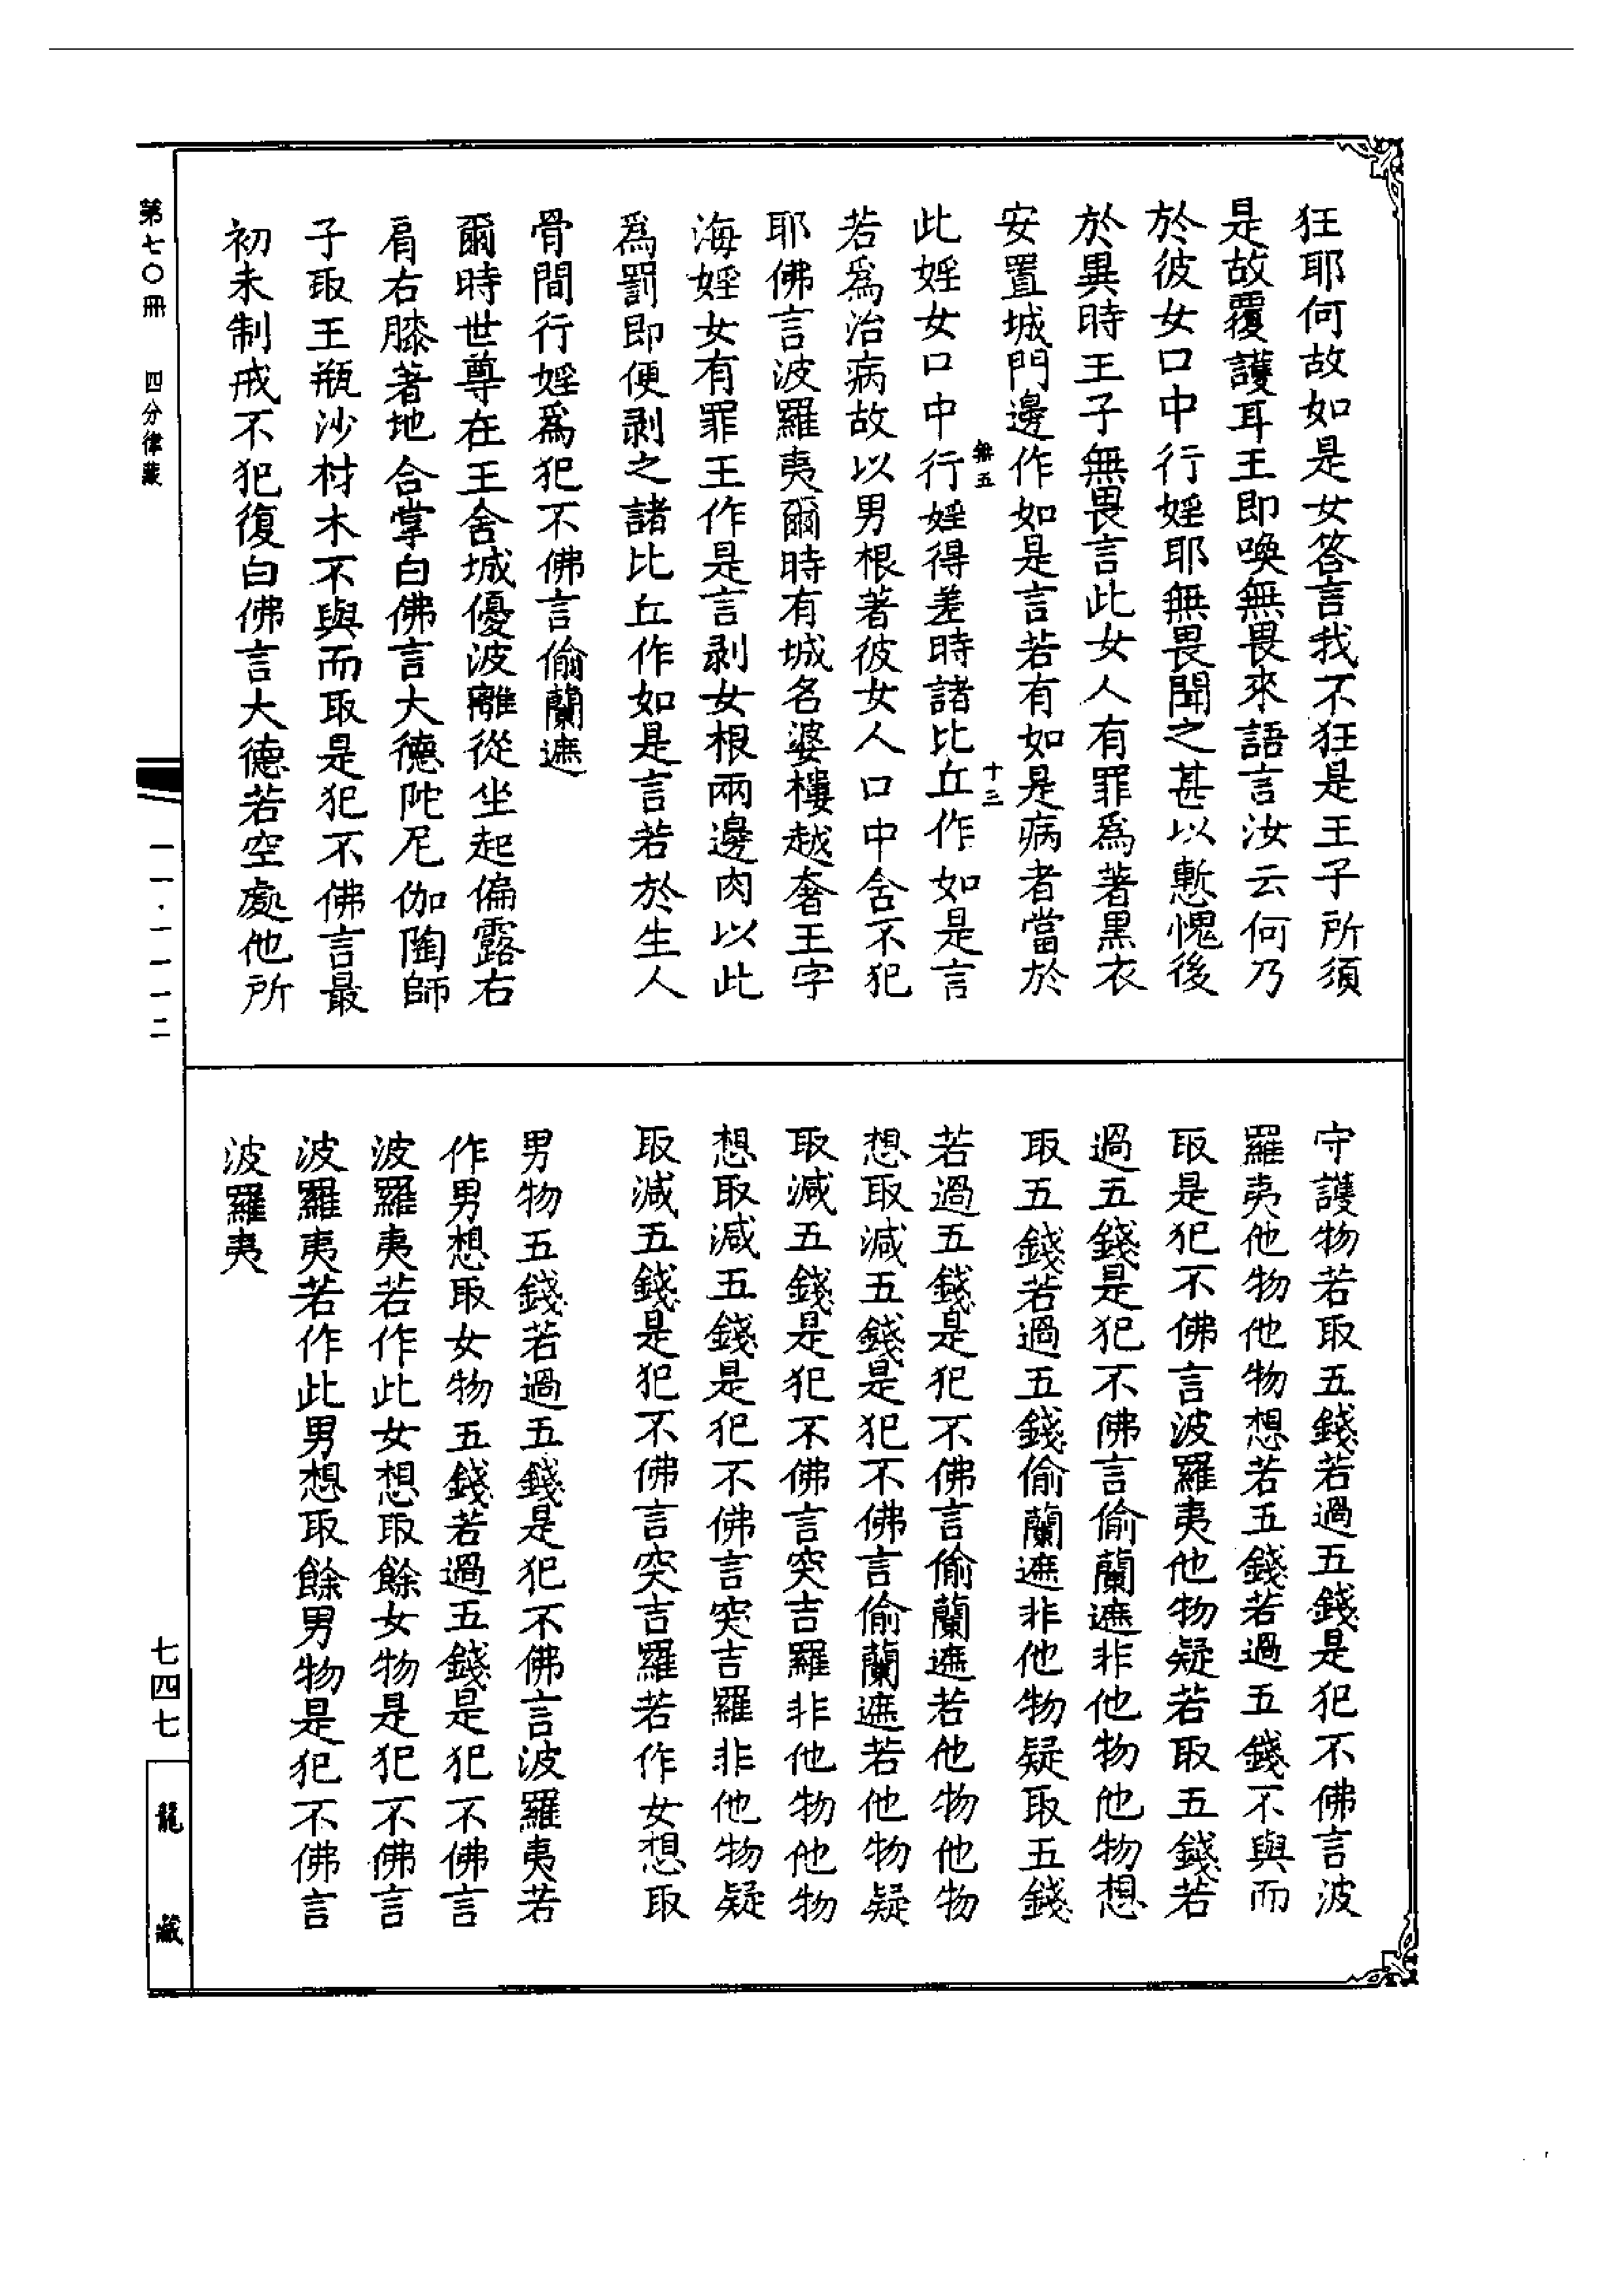 狂耶何故如是女答言我不狂是王子所須
是故覆護耳王即喚無畏來語言汝云何乃
於彼女口中行婬耶無畏聞之甚以慙愧後
於異時王子無畏言此女人有罪爲著黒衣
安置城門邊作如是言若有如是病者當於
無五 十三
此婬女口中行婬得差時諸比丘作如是言
若爲治病故以男根著彼女人口中含不犯
耶佛言波羅夷爾時有城名婆樓越奢王字
海婬女有罪王作是言剥女根兩邊肉以此
爲罰即便剥之諸比丘作如是言若於生人
骨間行婬爲犯不佛言偷蘭遮
爾時世尊在王舍城優波離從坐起偏露右
肩右膝著地合掌白佛言大德陀尼伽陶師
子取王瓶沙材木不與而取是犯不佛言最
初未制戒不犯復白佛言大德若空處他所
守護物若取五錢若過五錢是犯不佛言波
羅夷他物他物想若五錢若過五錢不與而
取是犯不佛言波羅夷他物疑若取五錢若
過五錢是犯不佛言偷蘭遮非他物他物想
取五錢若過五錢偷蘭遮非他物疑取五錢
若過五錢是犯不佛言偷蘭遮若他物他物
想取減五錢是犯不佛言偷蘭遮若他物疑
取減五錢是犯不佛言突吉羅非他物他物
想取減五錢是犯不佛言突吉羅非他物疑
取減五錢是犯不佛言突吉羅若作女想取
男物五錢若過五錢是犯不佛言波羅夷若
作男想取女物五錢若過五錢是犯不佛言
波羅夷若作此女想取餘女物是犯不佛言
波羅夷若作此男想取餘男物是犯不佛言
波羅夷
第七〇冊 四分律藏
一一·一一一二
七四七
龍藏